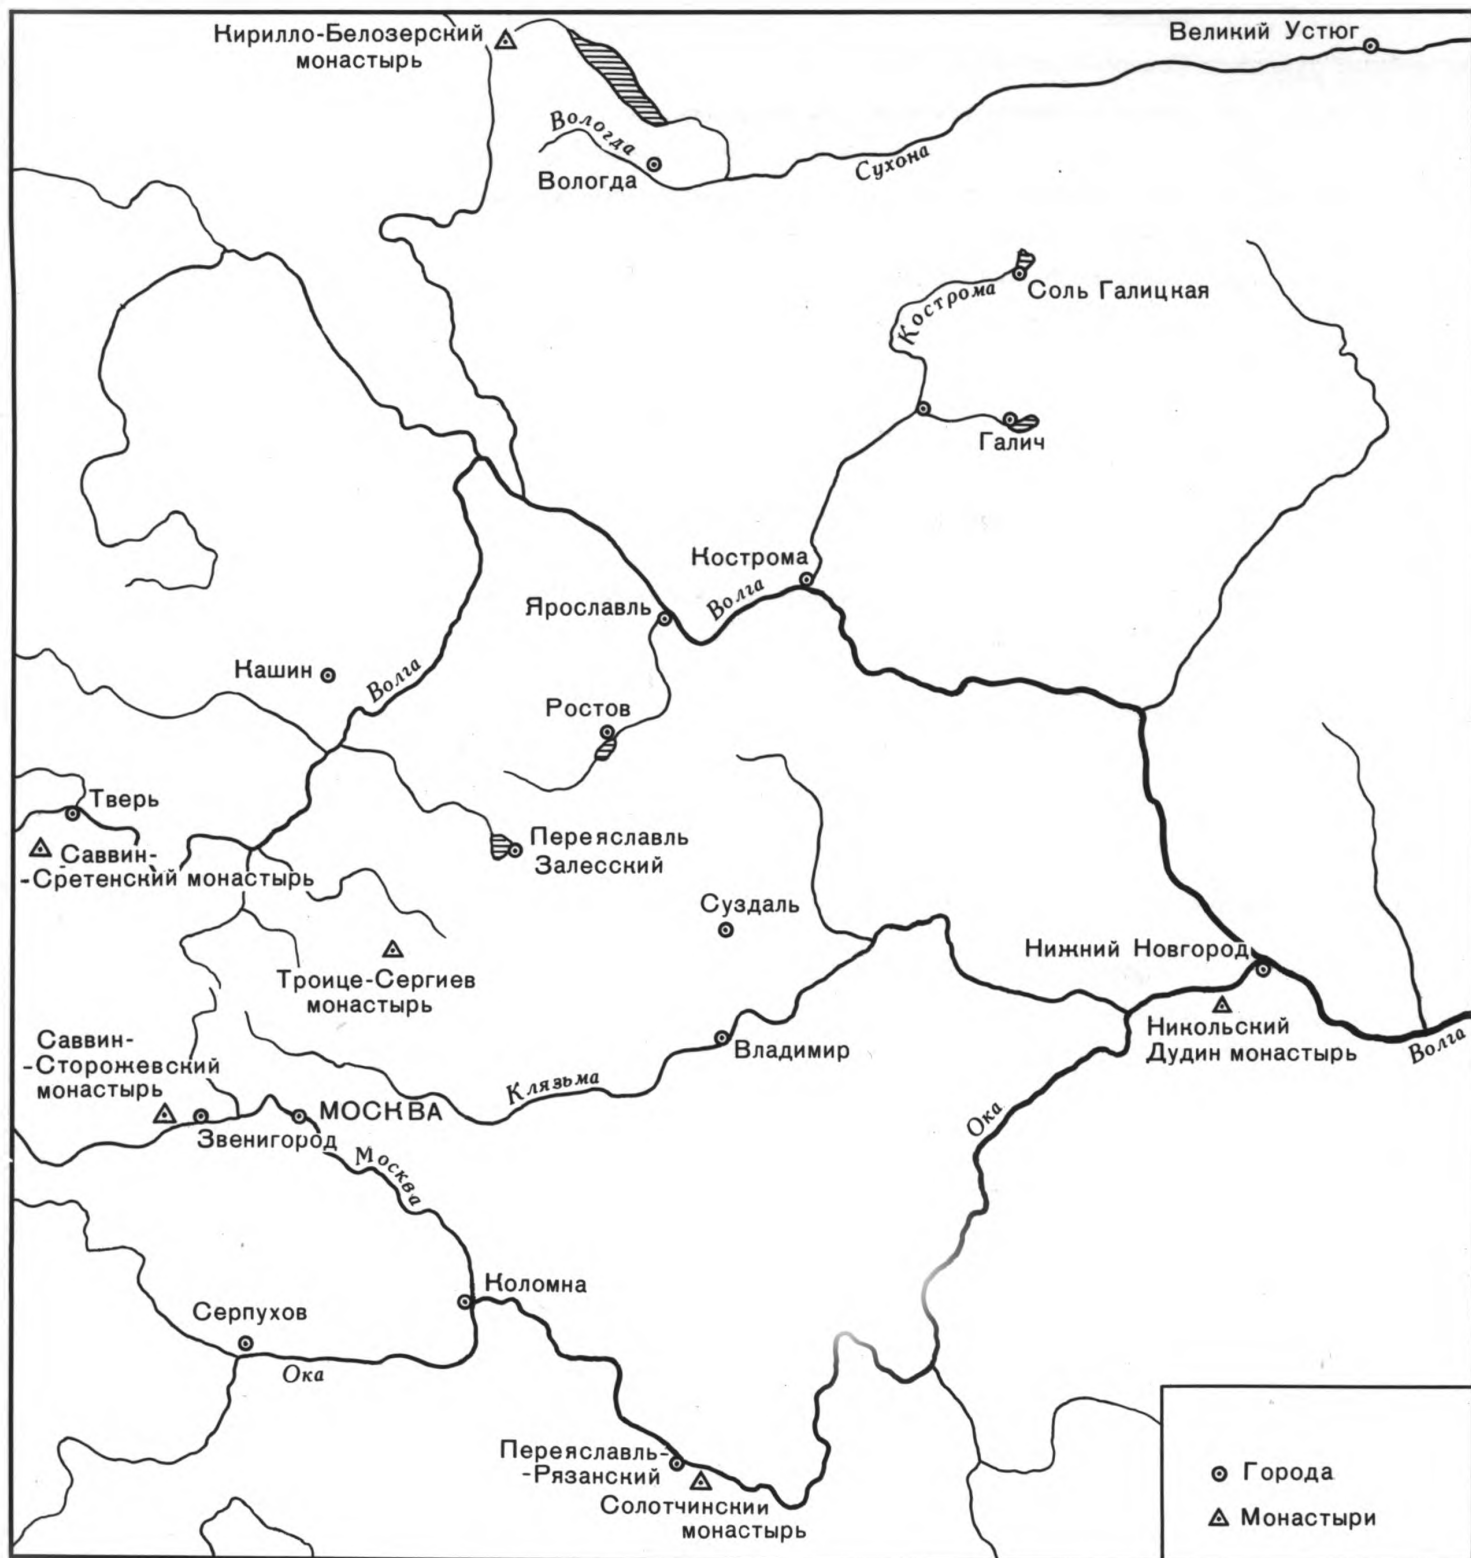 Кирилло-Белозерский
монастырь
Великий Устюг
Вологда
Вологда
Сухона
Кострома
Соль Галицкая
Галич
Кострома
Волга
Ярославль
Кашин
Волга
Ростов
Тверь
Саввин-
-Сретенский монастырь
Переяславль
Залесский
Суздаль
Нижний Новгород
Троице-Сергиев
монастырь
Никольский
Дудин монастырь
Волга
Саввин-
-Сторожевский
монастырь
Владимир
Клязьма
МОСКВА
Звенигород
Ока
Москва
Коломна
Серпухов
Ока
Переяславль-
-Рязанский
Солотчинский
монастырь
Города
Монастыри